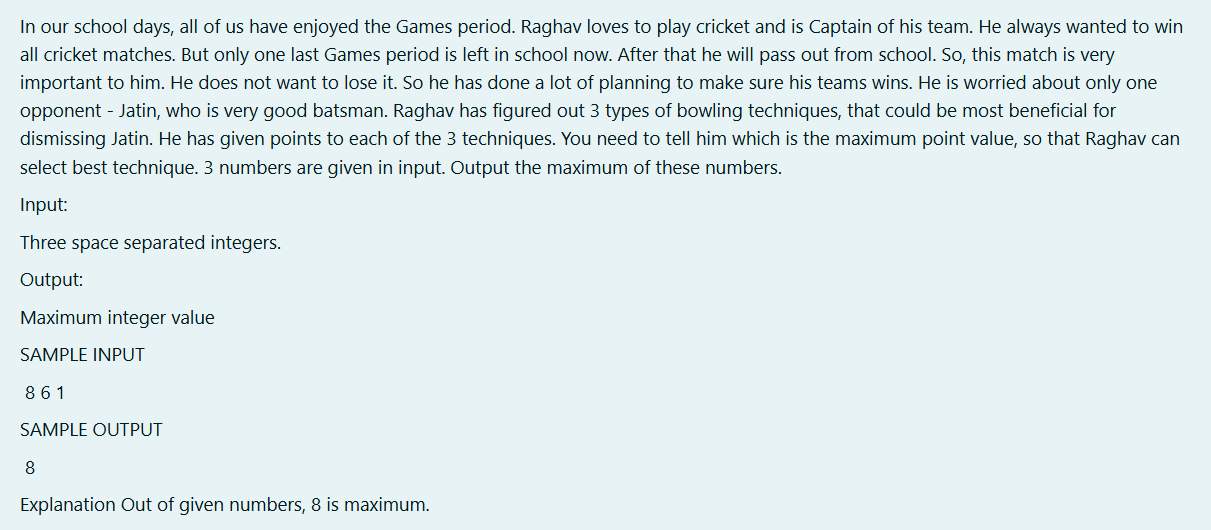 In our school days, all of us have enjoyed the Games period. Raghav loves to play cricket and is Captain of his team. He always wanted to win
all cricket matches. But only one last Games period is left in school now. After that he will pass out from school. So, this match is very
important to him. He does not want to lose it. So he has done a lot of planning to make sure his teams wins. He is worried about only one
opponent - Jatin, who is very good batsman. Raghav has figured out 3 types of bowling techniques, that could be most beneficial for
dismissing Jatin. He has given points to each of the 3 techniques. You need to tell him which is the maximum point value, so that Raghav can
select best technique. 3 numbers are given in input. Output the maximum of these numbers.
Input:
Three space separated integers.
Output:
Maximum integer value
SAMPLE INPUT
8 6 1
SAMPLE OUTPUT
8
Explanation Out of given numbers, 8 is maximum.